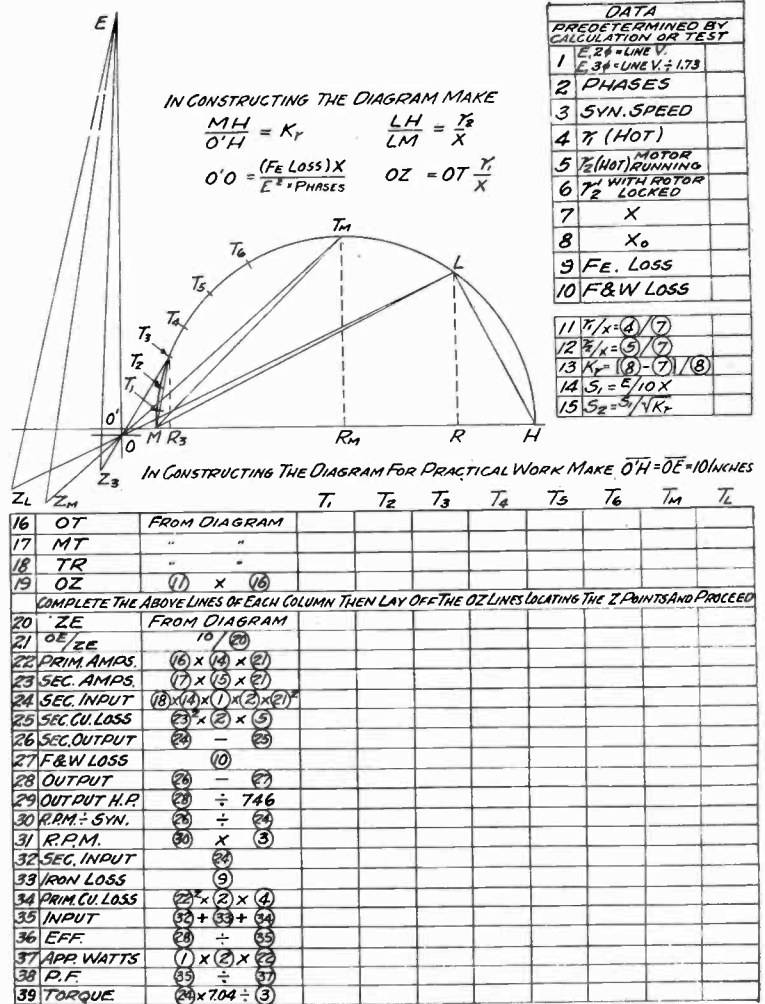 E
DATA
PREDETERMINED BY
CALCULATION OR TEST
1 E, 2ϕ = LINE V.
E, 3ϕ = LINE V. ÷ 1.73
2 PHASES
3 SYN. SPEED
4 r₁ (HOT)
5 r₂ (HOT) MOTOR RUNNING
6 r₂' WITH ROTOR LOCKED
7 X
8 X₀
9 FE. LOSS
10 F&W LOSS
11 r₁/x = ④/⑦
12 r₂/x = ⑤/⑦
13 Kr = [⑧-⑦]/⑧
14 S₁ = E/10X
15 S₂ = S₁/√Kr
IN CONSTRUCTING THE DIAGRAM MAKE
MH/O'H = Kr LH/LM = r₂/X
O'O = (FE LOSS)X/E² × PHASES OZ = OT r₁/X
TM
T6
L
T5
T4
T3
T2
T1
O'
O M R3 RM R H
Z3
ZL ZM
IN CONSTRUCTING THE DIAGRAM FOR PRACTICAL WORK MAKE O'H = OE = 10 INCHES
T1 T2 T3 T4 T5 T6 TM TL
16 OT FROM DIAGRAM
17 MT " "
18 TR " "
19 OZ ⑪ × ⑯
COMPLETE THE ABOVE LINES OF EACH COLUMN THEN LAY OFF THE OZ LINES LOCATING THE Z POINTS AND PROCEED
20 ZE FROM DIAGRAM
21 OE/ZE 10/⑳
22 PRIM. AMPS. ⑯ × ⑭ × ㉑
23 SEC. AMPS. ⑰ × ⑮ × ㉑
24 SEC. INPUT ⑱×⑭×①×②×㉑²
25 SEC. CU. LOSS ㉓² × ② × ⑤
26 SEC. OUTPUT ㉔ - ㉕
27 F&W LOSS ⑩
28 OUTPUT ㉖ - ㉗
29 OUTPUT H.P. ㉘ ÷ 746
30 R.P.M. ÷ SYN. ㉖ ÷ ㉔
31 R.P.M. ㉚ × ③
32 SEC. INPUT ㉔
33 IRON LOSS ⑨
34 PRIM. CU. LOSS ㉒² × ② × ④
35 INPUT ㉜ + ㉝ + ㉞
36 EFF. ㉘ ÷ ㉟
37 APP. WATTS ① × ② × ㉒
38 P.F. ㉟ ÷ ㊲
39 TORQUE ㉔ × 7.04 ÷ ③